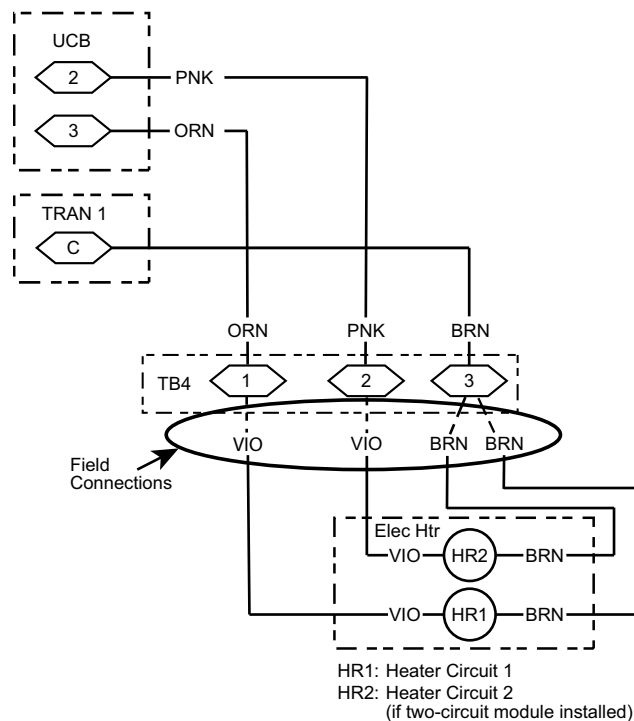 UCB
2 PNK
3 ORN
TRAN 1
C
ORN PNK BRN
TB4 1 2 3
VIO VIO BRN BRN
Field
Connections
Elec Htr
VIO HR2 BRN
VIO HR1 BRN
HR1: Heater Circuit 1
HR2: Heater Circuit 2
(if two-circuit module installed)